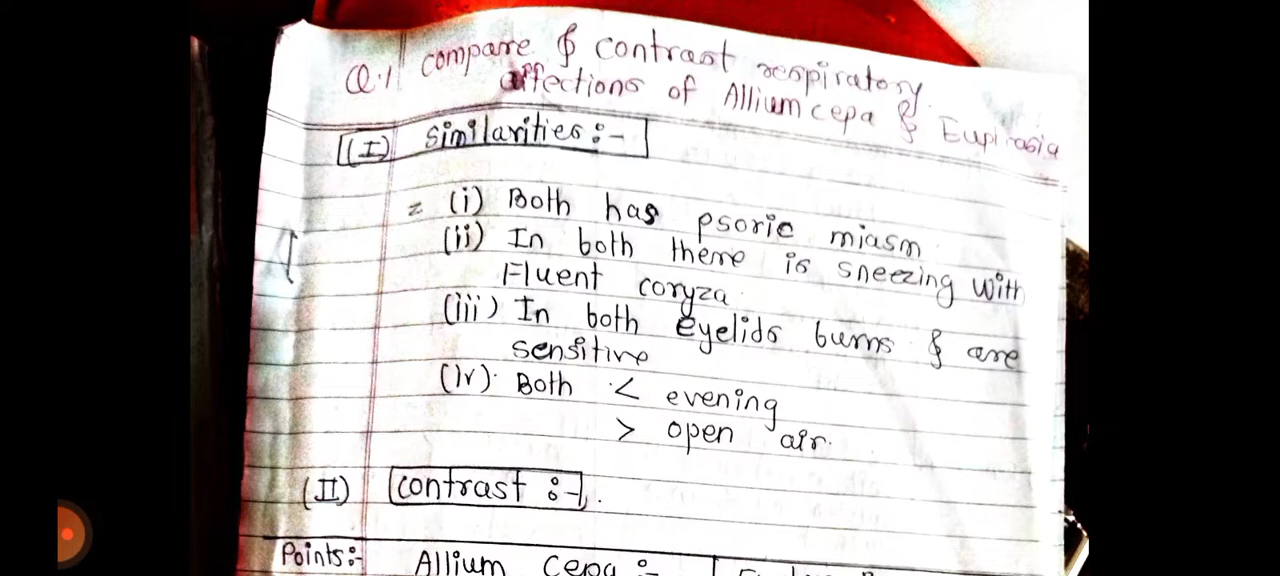 Q.1 compare & contrast respiratory
affections of Allium cepa & Euphrasia
(I) Similarities :-
(i) Both has psoric miasm
(ii) In both there is sneezing with
Fluent coryza
(iii) In both eyelids burns & are
sensitive
(iv). Both < evening
> open air.
(II) contrast :-
Points:- Allium Cepa :-